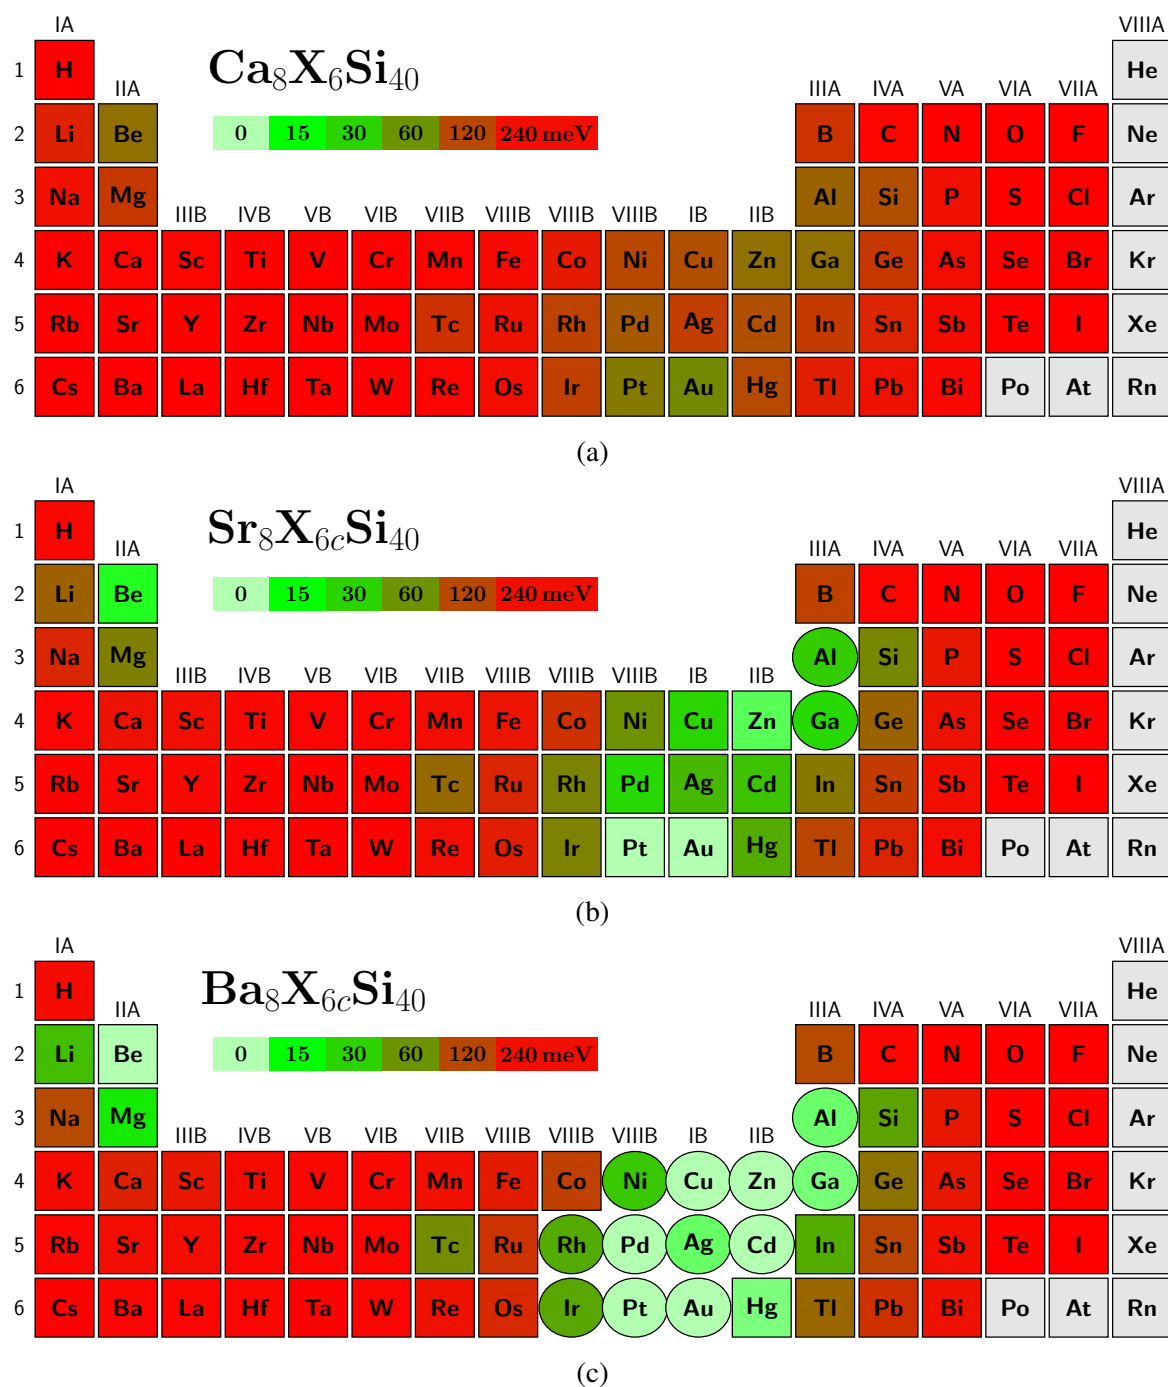 IA VIIIA
1 H Ca₈X₆Si₄₀ He
IIA IIIA IVA VA VIA VIIA
2 Li Be 0 15 30 60 120 240 meV B C N O F Ne
3 Na Mg IIIB IVB VB VIB VIIB VIIIB VIIIB VIIIB IB IIB Al Si P S Cl Ar
4 K Ca Sc Ti V Cr Mn Fe Co Ni Cu Zn Ga Ge As Se Br Kr
5 Rb Sr Y Zr Nb Mo Tc Ru Rh Pd Ag Cd In Sn Sb Te I Xe
6 Cs Ba La Hf Ta W Re Os Ir Pt Au Hg Tl Pb Bi Po At Rn
(a)
IA VIIIA
1 H Sr₈X₆cSi₄₀ He
IIA IIIA IVA VA VIA VIIA
2 Li Be 0 15 30 60 120 240 meV B C N O F Ne
3 Na Mg IIIB IVB VB VIB VIIB VIIIB VIIIB VIIIB IB IIB Al Si P S Cl Ar
4 K Ca Sc Ti V Cr Mn Fe Co Ni Cu Zn Ga Ge As Se Br Kr
5 Rb Sr Y Zr Nb Mo Tc Ru Rh Pd Ag Cd In Sn Sb Te I Xe
6 Cs Ba La Hf Ta W Re Os Ir Pt Au Hg Tl Pb Bi Po At Rn
(b)
IA VIIIA
1 H Ba₈X₆cSi₄₀ He
IIA IIIA IVA VA VIA VIIA
2 Li Be 0 15 30 60 120 240 meV B C N O F Ne
3 Na Mg IIIB IVB VB VIB VIIB VIIIB VIIIB VIIIB IB IIB Al Si P S Cl Ar
4 K Ca Sc Ti V Cr Mn Fe Co Ni Cu Zn Ga Ge As Se Br Kr
5 Rb Sr Y Zr Nb Mo Tc Ru Rh Pd Ag Cd In Sn Sb Te I Xe
6 Cs Ba La Hf Ta W Re Os Ir Pt Au Hg Tl Pb Bi Po At Rn
(c)